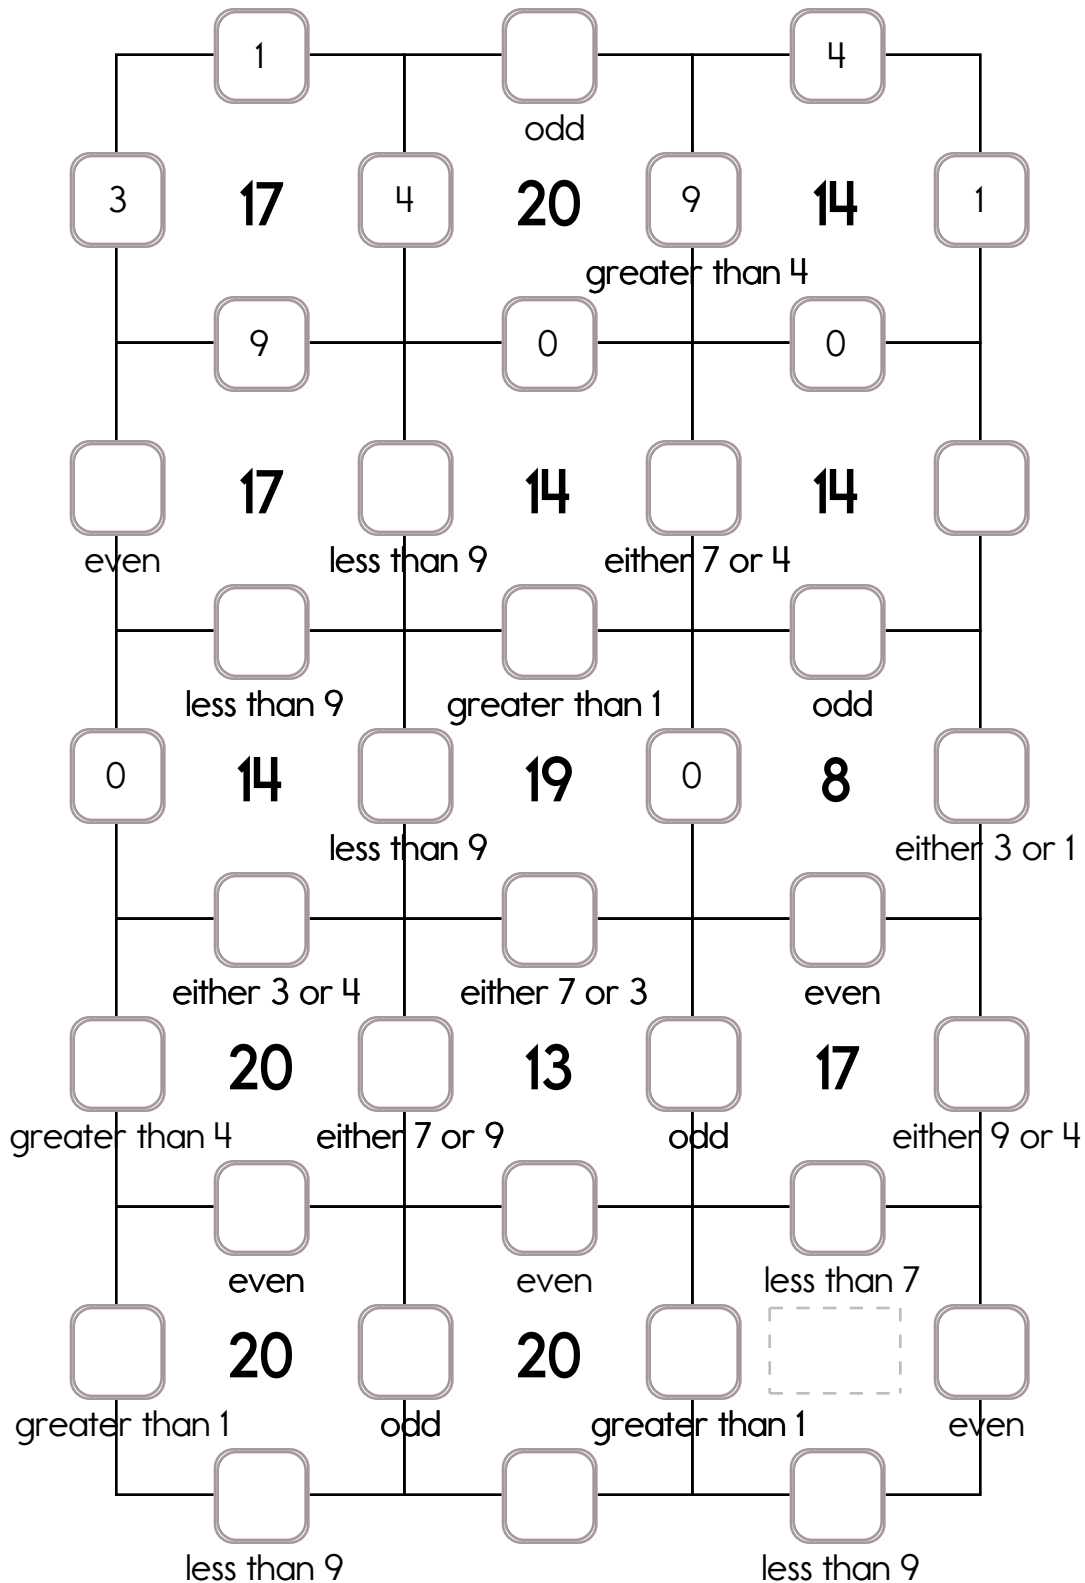 1 4
odd
3 17 4 20 9 14 1
greater than 4
9 0 0
17 14 14
even less than 9 either 7 or 4
less than 9 greater than 1 odd
0 14 19 0 8
less than 9 either 3 or 1
either 3 or 4 either 7 or 3 even
20 13 17
greater than 4 either 7 or 9 odd either 9 or 4
even even less than 7
20 20
greater than 1 odd greater than 1 even
less than 9 less than 9